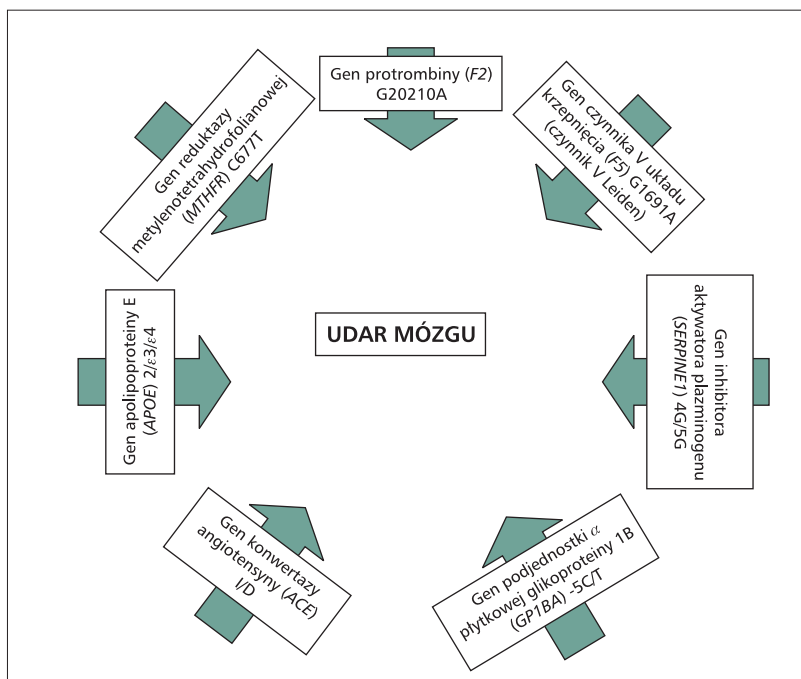 Gen protrombiny (F2)
G20210A
Gen czynnika V układu
krzepnięcia (F5) G1691A
(czynnik V Leiden)
Gen inhibitora
aktywatora plazminogenu
(SERPINE1) 4G/5G
Gen podjednostki α
płytkowej glikoproteiny 1B
(GP1BA) -5C/T
Gen konwertazy
angiotensyny (ACE)
I/D
Gen apolipoproteiny E
(APOE) 2/ε3/ε4
Gen reduktazy
metylenotetrahydrofolianowej
(MTHFR) C677T
UDAR MÓZGU